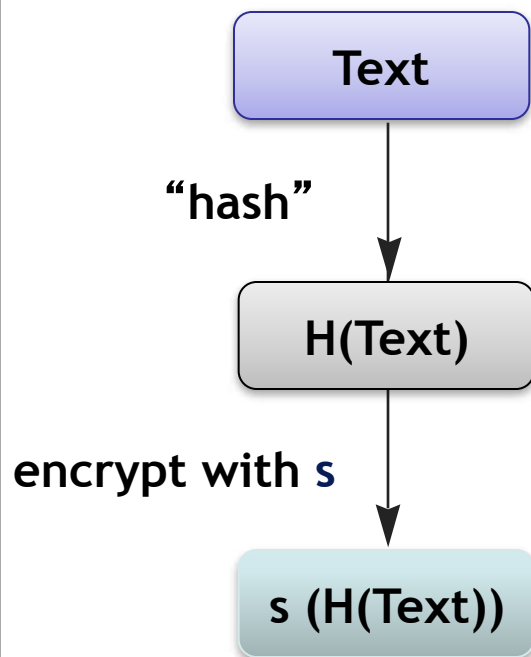 Text
“hash”
H(Text)
encrypt with s
s (H(Text))